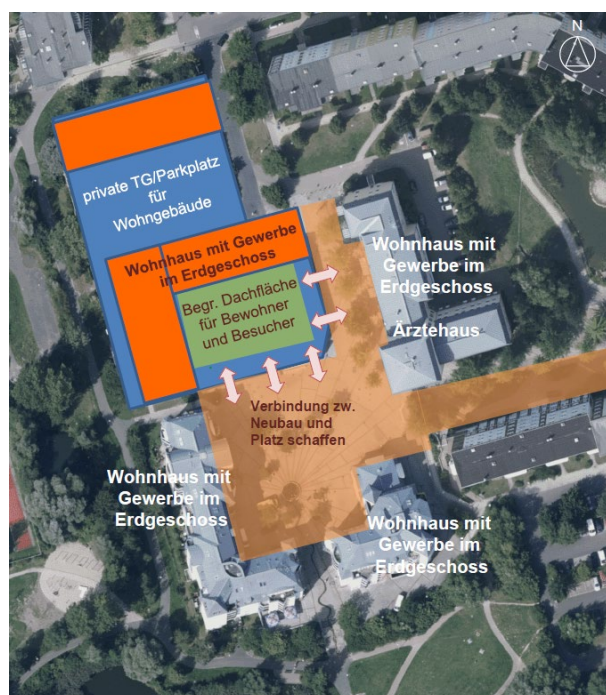 N
private TG/Parkplatz
für
Wohngebäude
Wohnhaus mit Gewerbe
im Erdgeschoss
Begr. Dachfläche
für Bewohner
und Besucher
Wohnhaus mit
Gewerbe im
Erdgeschoss
Ärztehaus
Verbindung zw.
Neubau und
Platz schaffen
Wohnhaus mit
Gewerbe im
Erdgeschoss
Wohnhaus mit
Gewerbe im
Erdgeschoss